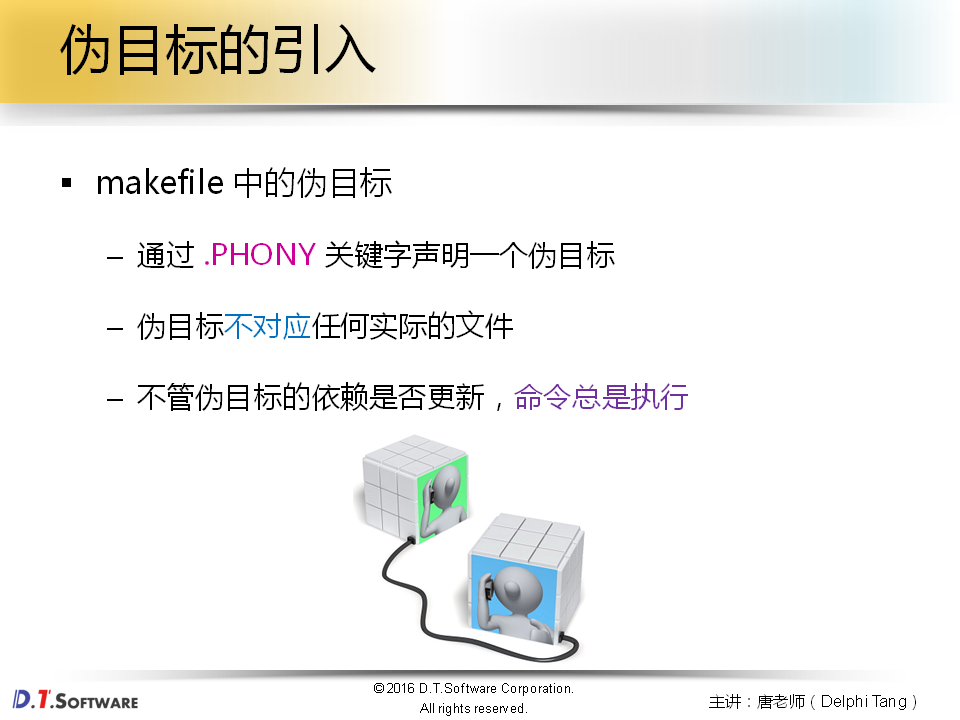 伪目标的引入
▪ makefile 中的伪目标
– 通过 .PHONY 关键字声明一个伪目标
– 伪目标不对应任何实际的文件
– 不管伪目标的依赖是否更新，命令总是执行
D.T.SOFTWARE
©2016 D.T.Software Corporation.
All rights reserved.
主讲：唐老师（Delphi Tang）